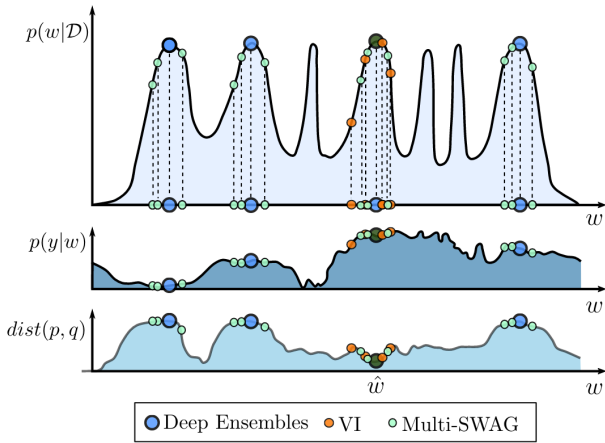 p(w|𝒟)
w
p(y|w)
w
dist(p, q)
ŵ
w
Deep Ensembles VI Multi-SWAG